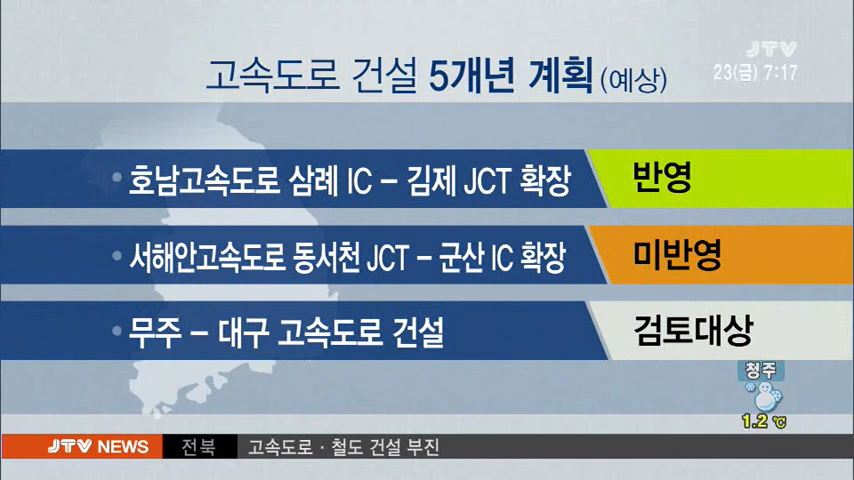 JTV
23(금) 7:17
고속도로 건설 5개년 계획 (예상)
• 호남고속도로 삼례 IC – 김제 JCT 확장 반영
• 서해안고속도로 동서천 JCT – 군산 IC 확장 미반영
• 무주 – 대구 고속도로 건설 검토대상
청주
1.2 ℃
JTV NEWS 전북 고속도로 · 철도 건설 부진